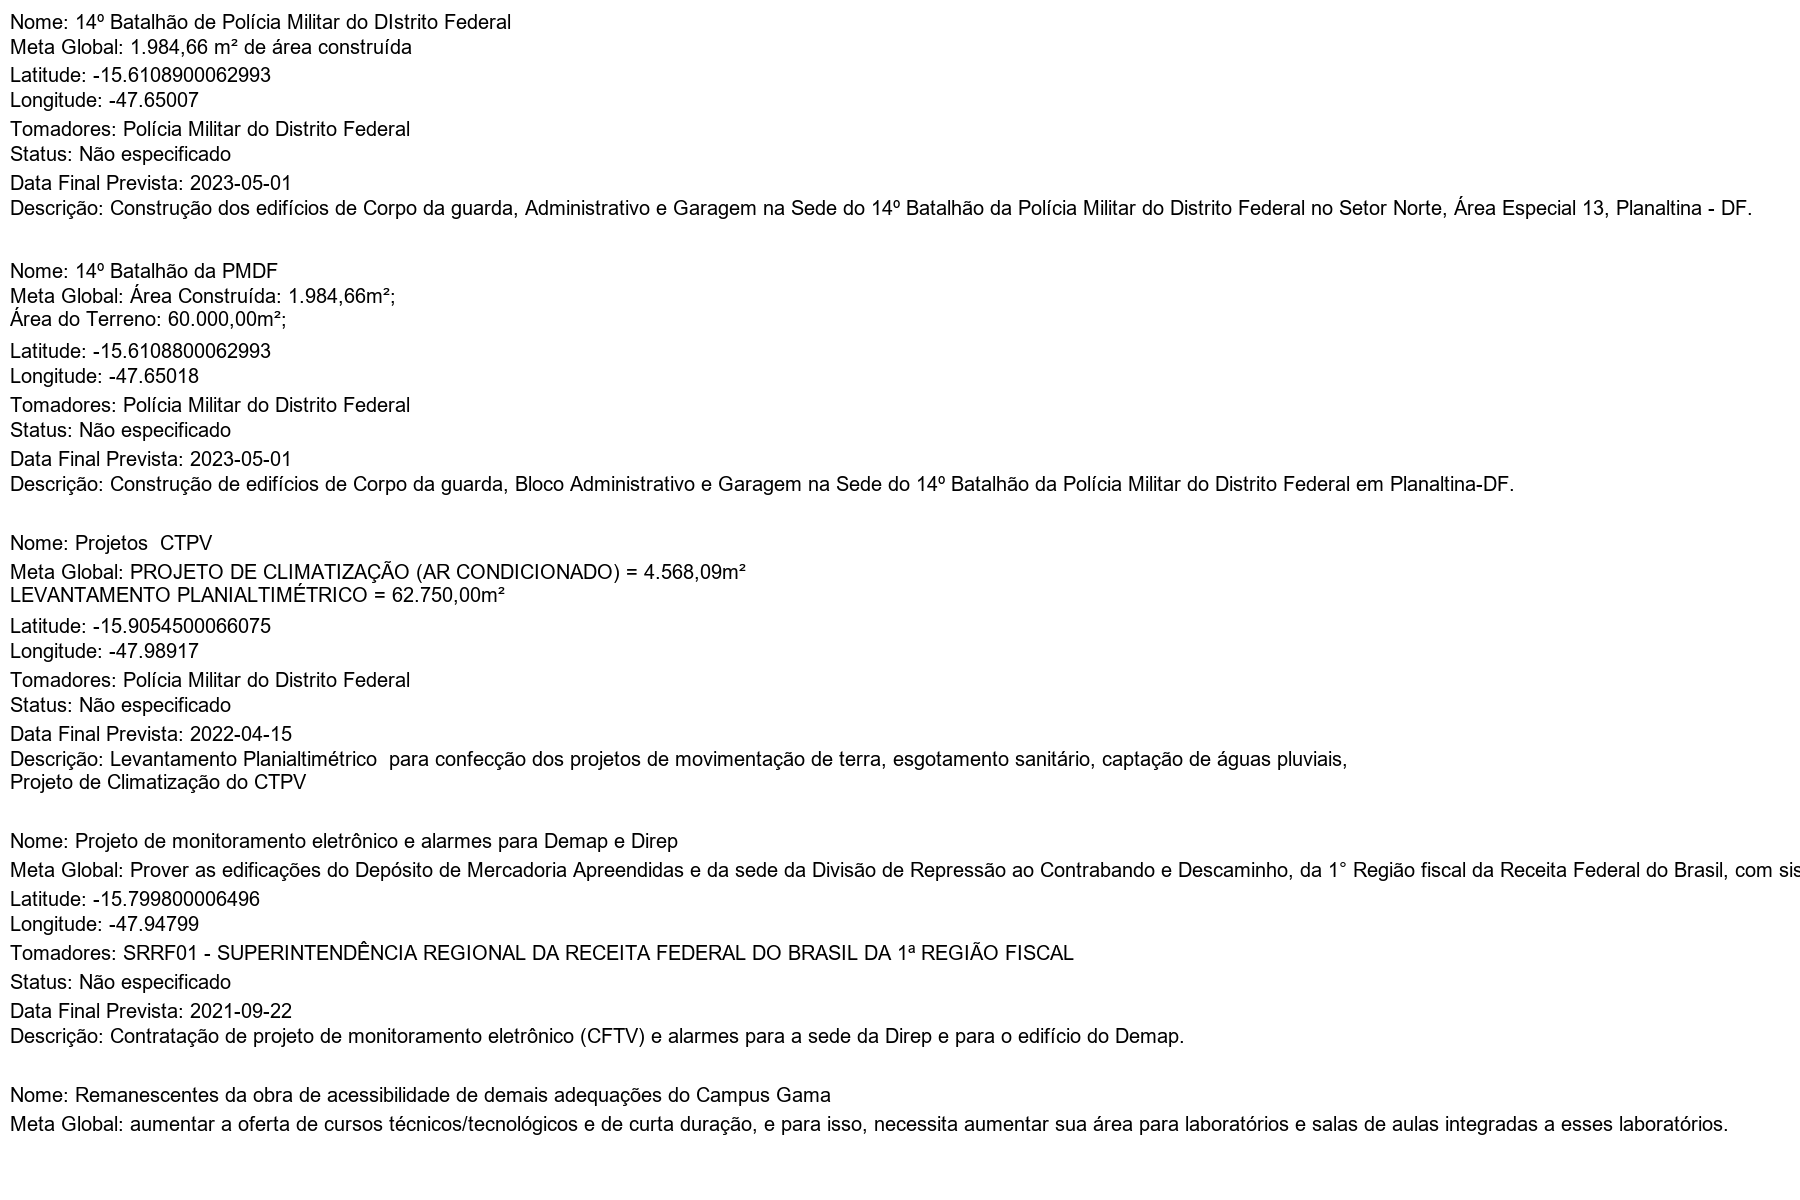 Nome: 14º Batalhão de Polícia Militar do DIstrito Federal
Meta Global: 1.984,66 m² de área construída
Latitude: -15.6108900062993
Longitude: -47.65007
Tomadores: Polícia Militar do Distrito Federal
Status: Não especificado
Data Final Prevista: 2023-05-01
Descrição: Construção dos edifícios de Corpo da guarda, Administrativo e Garagem na Sede do 14º Batalhão da Polícia Militar do Distrito Federal no Setor Norte, Área Especial 13, Planaltina - DF.
Nome: 14º Batalhão da PMDF
Meta Global: Área Construída: 1.984,66m²;
Área do Terreno: 60.000,00m²;
Latitude: -15.6108800062993
Longitude: -47.65018
Tomadores: Polícia Militar do Distrito Federal
Status: Não especificado
Data Final Prevista: 2023-05-01
Descrição: Construção de edifícios de Corpo da guarda, Bloco Administrativo e Garagem na Sede do 14º Batalhão da Polícia Militar do Distrito Federal em Planaltina-DF.
Nome: Projetos  CTPV
Meta Global: PROJETO DE CLIMATIZAÇÃO (AR CONDICIONADO) = 4.568,09m²
LEVANTAMENTO PLANIALTIMÉTRICO = 62.750,00m²
Latitude: -15.9054500066075
Longitude: -47.98917
Tomadores: Polícia Militar do Distrito Federal
Status: Não especificado
Data Final Prevista: 2022-04-15
Descrição: Levantamento Planialtimétrico  para confecção dos projetos de movimentação de terra, esgotamento sanitário, captação de águas pluviais,
Projeto de Climatização do CTPV
Nome: Projeto de monitoramento eletrônico e alarmes para Demap e Direp
Meta Global: Prover as edificações do Depósito de Mercadoria Apreendidas e da sede da Divisão de Repressão ao Contrabando e Descaminho, da 1° Região fiscal da Receita Federal do Brasil, com sis
Latitude: -15.799800006496
Longitude: -47.94799
Tomadores: SRRF01 - SUPERINTENDÊNCIA REGIONAL DA RECEITA FEDERAL DO BRASIL DA 1ª REGIÃO FISCAL
Status: Não especificado
Data Final Prevista: 2021-09-22
Descrição: Contratação de projeto de monitoramento eletrônico (CFTV) e alarmes para a sede da Direp e para o edifício do Demap.
Nome: Remanescentes da obra de acessibilidade de demais adequações do Campus Gama
Meta Global: aumentar a oferta de cursos técnicos/tecnológicos e de curta duração, e para isso, necessita aumentar sua área para laboratórios e salas de aulas integradas a esses laboratórios.